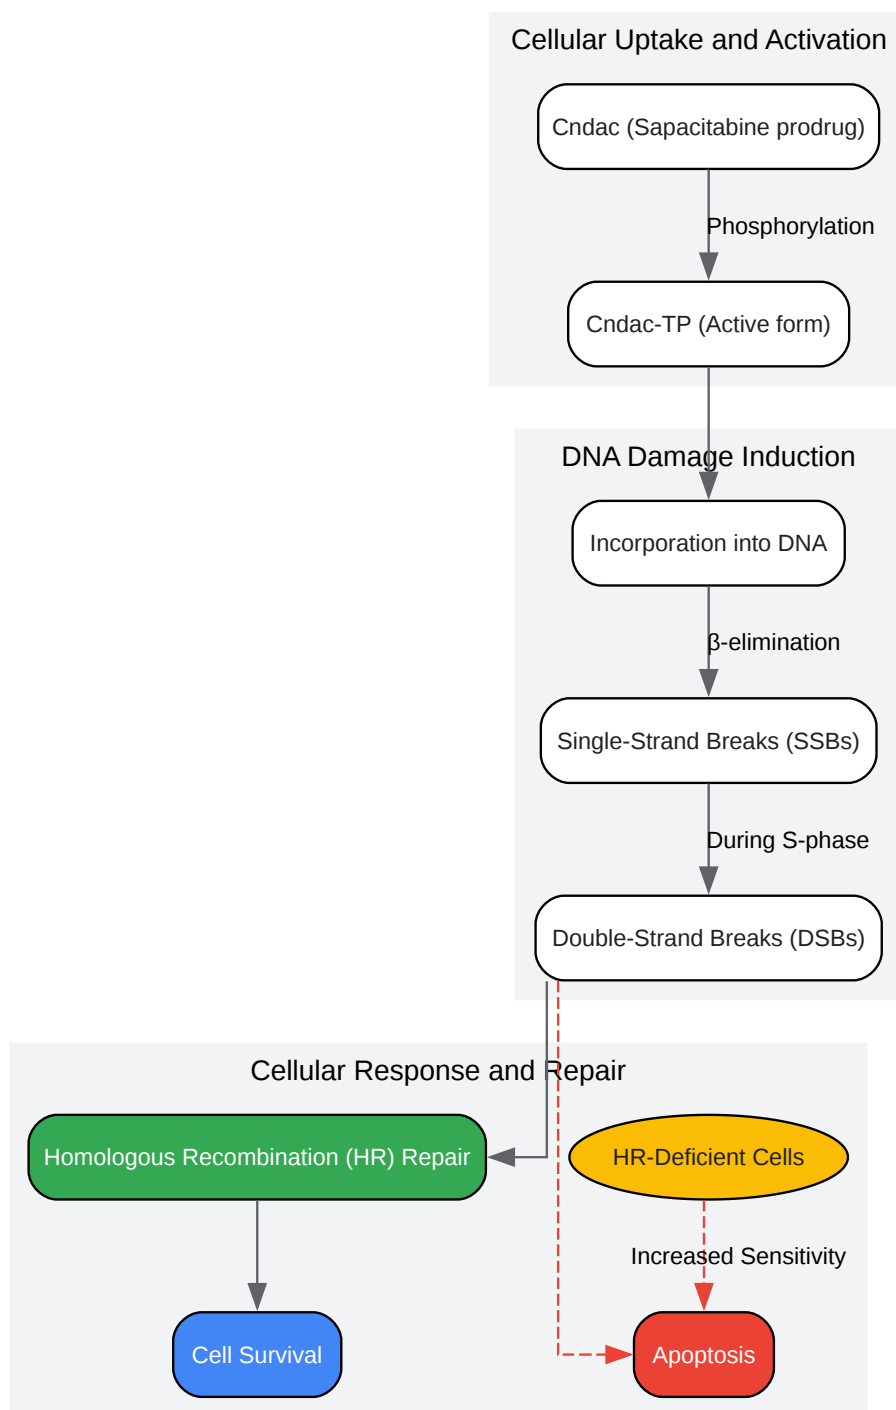 Cellular Uptake and Activation
Cndac (Sapacitabine prodrug)
Phosphorylation
Cndac-TP (Active form)
DNA Damage Induction
Incorporation into DNA
β-elimination
Single-Strand Breaks (SSBs)
During S-phase
Double-Strand Breaks (DSBs)
Cellular Response and Repair
Homologous Recombination (HR) Repair
HR-Deficient Cells
Increased Sensitivity
Cell Survival
Apoptosis